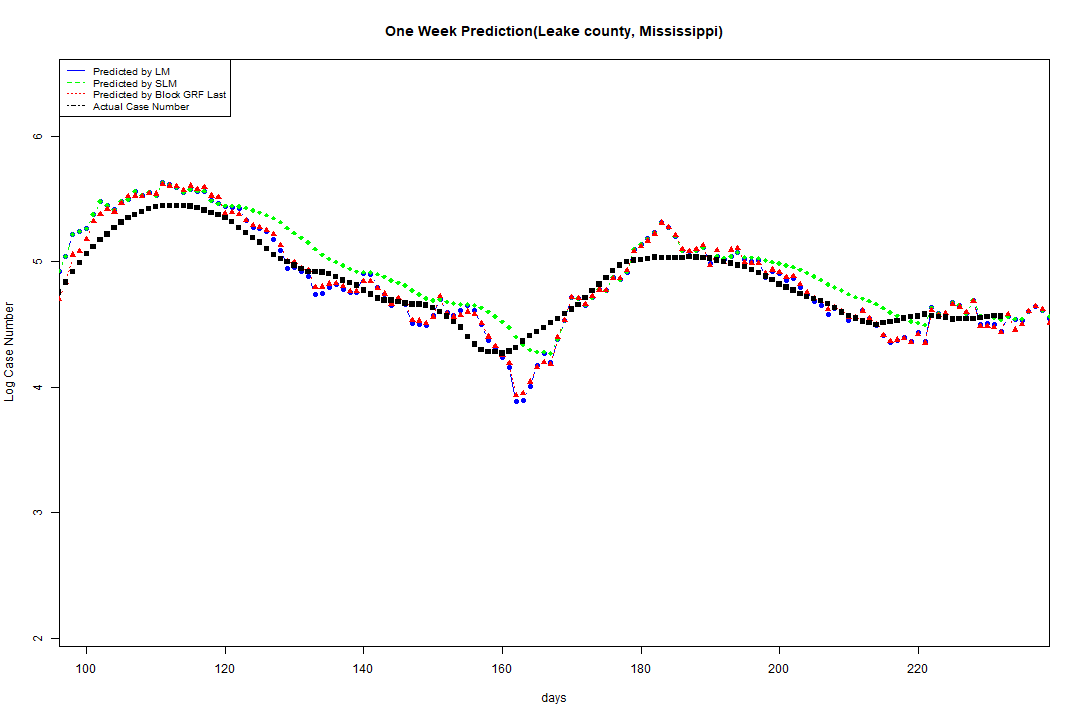 One Week Prediction(Leake county, Mississippi)
Predicted by LM
Predicted by SLM
Predicted by Block GRF Last
Actual Case Number
6
5
4
3
2
Log Case Number
100 120 140 160 180 200 220
days